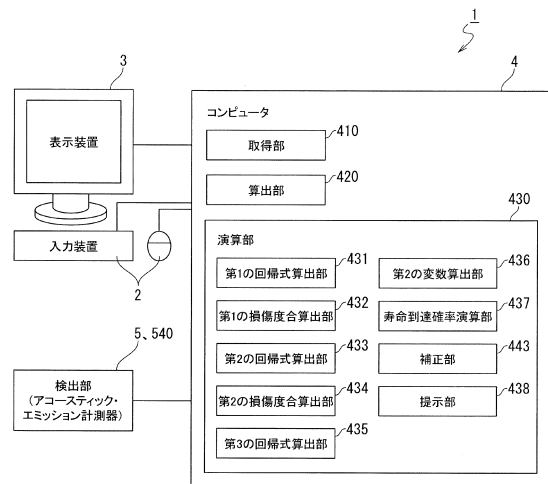 1
3
4
コンピュータ
表示装置
取得部
410
算出部
420
430
入力装置
2
演算部
第1の回帰式算出部
431
第1の損傷度合算出部
432
第2の回帰式算出部
433
第2の損傷度合算出部
434
第3の回帰式算出部
435
第2の変数算出部
436
寿命到達確率演算部
437
補正部
443
提示部
438
5、540
検出部
(アコースティック・
エミッション計測器)